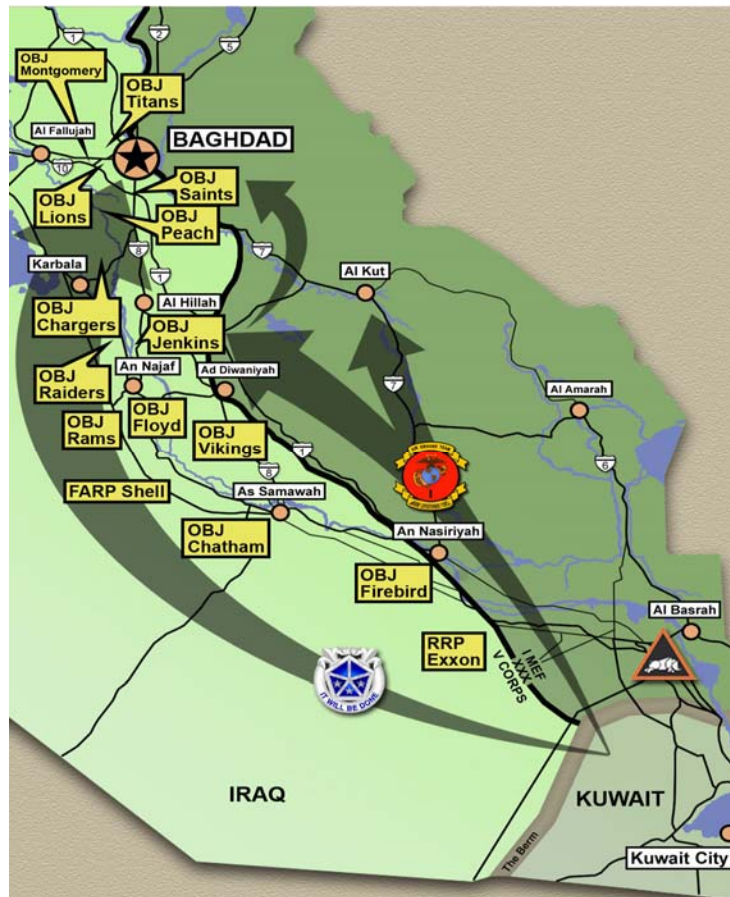 1
2
5
OBJ
Montgomery
OBJ
Titans
Al Fallujah
BAGHDAD
10
OBJ
Saints
OBJ
Lions
OBJ
Peach
7
8
1
Karbala
Al Kut
OBJ
Chargers
Al Hillah
OBJ
Jenkins
An Najaf
Ad Diwaniyah
7
Al Amarah
OBJ
Raiders
OBJ
Rams
OBJ
Floyd
OBJ
Vikings
1
6
8
FARP Shell
As Samawah
OBJ
Chatham
An Nasiriyah
OBJ
Firebird
Al Basrah
RRP
Exxon
I MEF
XXX
V CORPS
IT WILL BE DONE
IRAQ
KUWAIT
The Berm
Kuwait City